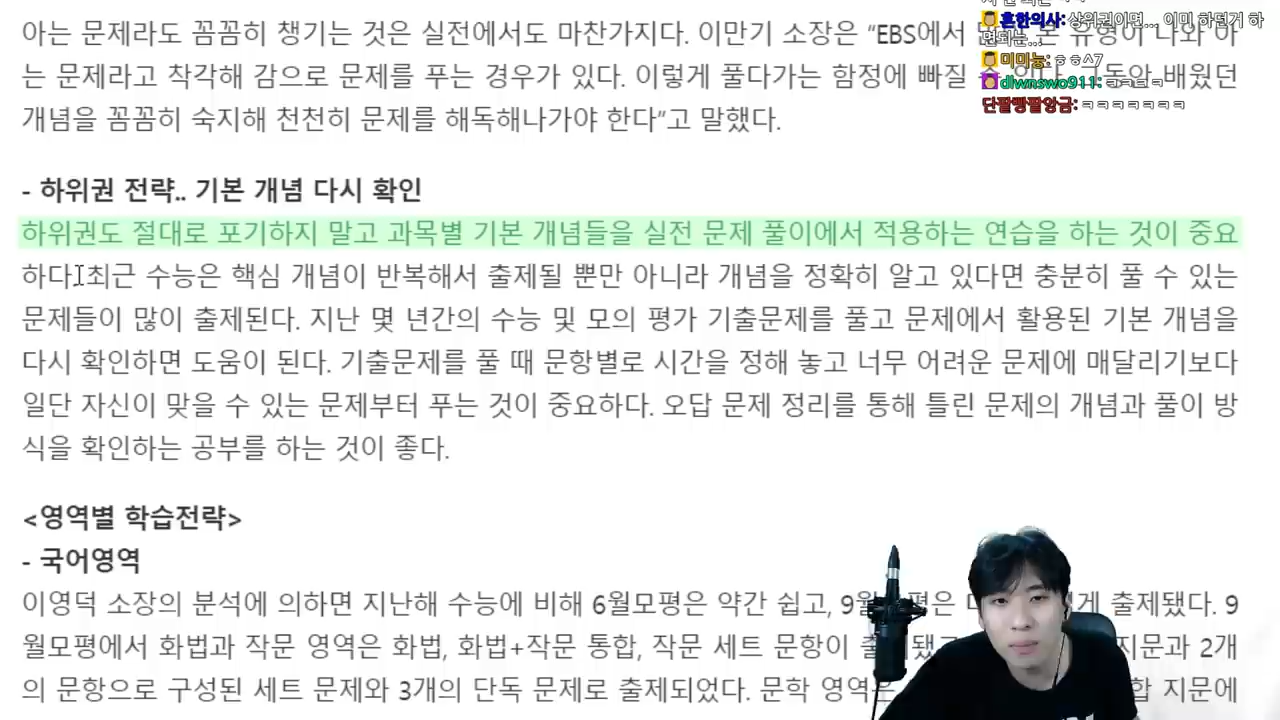 아는 문제라도 꼼꼼히 챙기는 것은 실전에서도 마찬가지다. 이만기 소장은 “EBS에서
흔한의사: 상위권이면... 이미 하던거 하
면되눈...
유형이 나와 아
는 문제라고 착각해 감으로 문제를 푸는 경우가 있다. 이렇게 풀다가는 함정에 빠질
미미눙: ㅎㅎ^7
동안 배웠던
dlwnswo911: ㅋㅋㅋㅋ
개념을 꼼꼼히 숙지해 천천히 문제를 해독해나가야 한다”고 말했다.
단팥빵팥앙금: ㅋㅋㅋㅋㅋㅋㅋ
- 하위권 전략.. 기본 개념 다시 확인
하위권도 절대로 포기하지 말고 과목별 기본 개념들을 실전 문제 풀이에서 적용하는 연습을 하는 것이 중요
하다. 최근 수능은 핵심 개념이 반복해서 출제될 뿐만 아니라 개념을 정확히 알고 있다면 충분히 풀 수 있는
문제들이 많이 출제된다. 지난 몇 년간의 수능 및 모의 평가 기출문제를 풀고 문제에서 활용된 기본 개념을
다시 확인하면 도움이 된다. 기출문제를 풀 때 문항별로 시간을 정해 놓고 너무 어려운 문제에 매달리기보다
일단 자신이 맞을 수 있는 문제부터 푸는 것이 중요하다. 오답 문제 정리를 통해 틀린 문제의 개념과 풀이 방
식을 확인하는 공부를 하는 것이 좋다.
<영역별 학습전략>
- 국어영역
이영덕 소장의 분석에 의하면 지난해 수능에 비해 6월모평은 약간 쉽고, 출제됐다. 9
월모평에서 화법과 작문 영역은 화법, 화법+작문 통합, 작문 세트 문항이 지문과 2개
의 문항으로 구성된 세트 문제와 3개의 단독 문제로 출제되었다. 문학 영역은 지문에